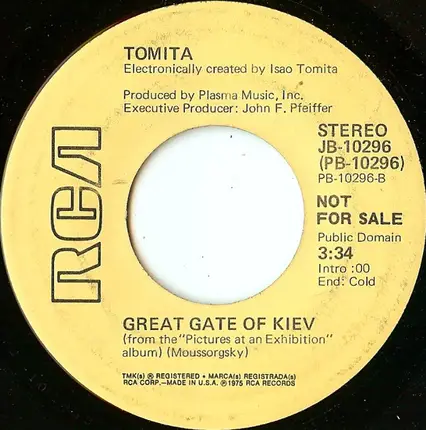 TOMITA
Electronically created by Isao Tomita
Produced by Plasma Music, Inc.
Executive Producer: John F. Pfeiffer
RCA
STEREO
JB-10296
(PB-10296)
PB-10296-B
NOT
FOR SALE
Public Domain
3:34
Intro :00
End: Cold
GREAT GATE OF KIEV
(from the "Pictures at an Exhibition"
album) (Moussorgsky)
TMK(s) ® REGISTERED • MARCA(s) REGISTRADA(s)
RCA CORP.—MADE IN U.S.A. ℗ 1975 RCA RECORDS